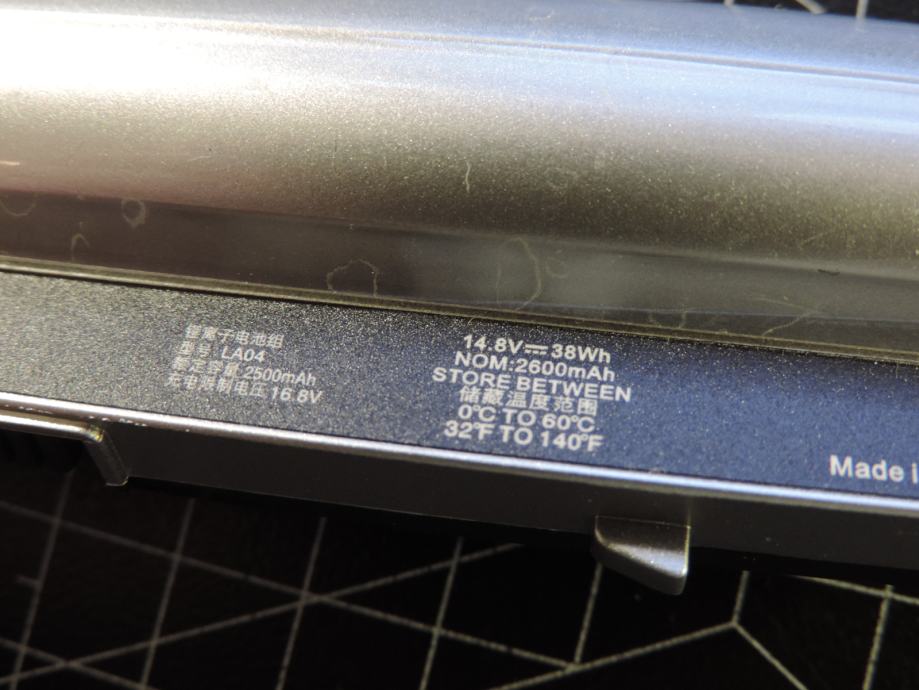 锂离子电池组
型号: LA04
额定容量 2500mAh
充电限制电压 16.8V
14.8V⎓38Wh
NOM:2600mAh
STORE BETWEEN
储藏温度范围
0℃ TO 60℃
32℉ TO 140℉
Made i